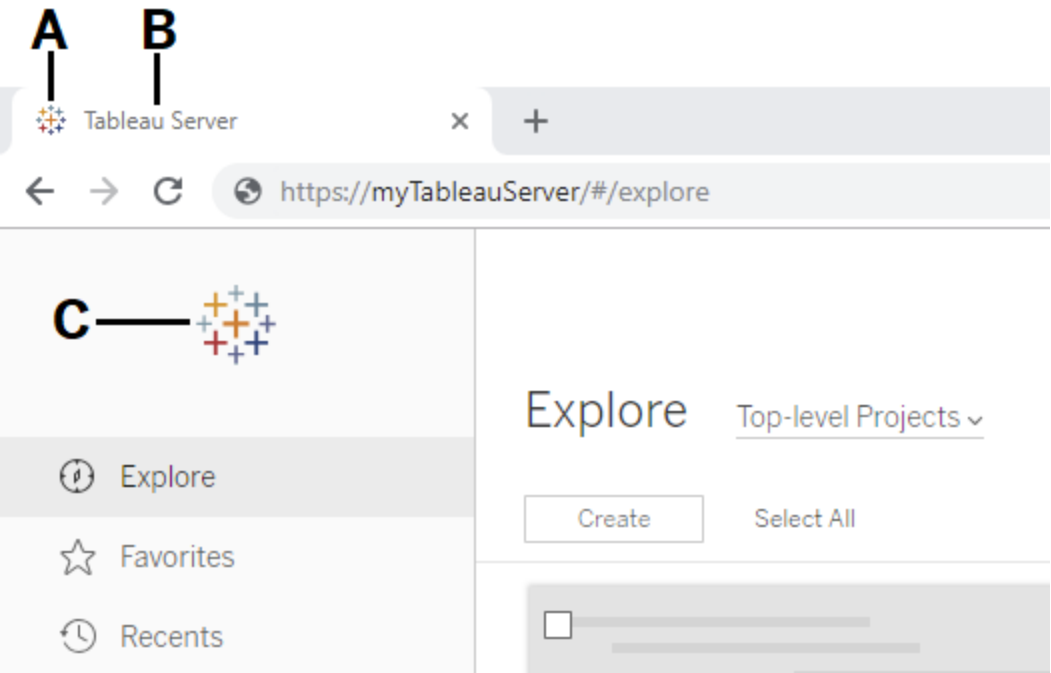 A B
Tableau Server
https://myTableauServer/#/explore
C
Explore Top-level Projects
Create Select All
Explore
Favorites
Recents